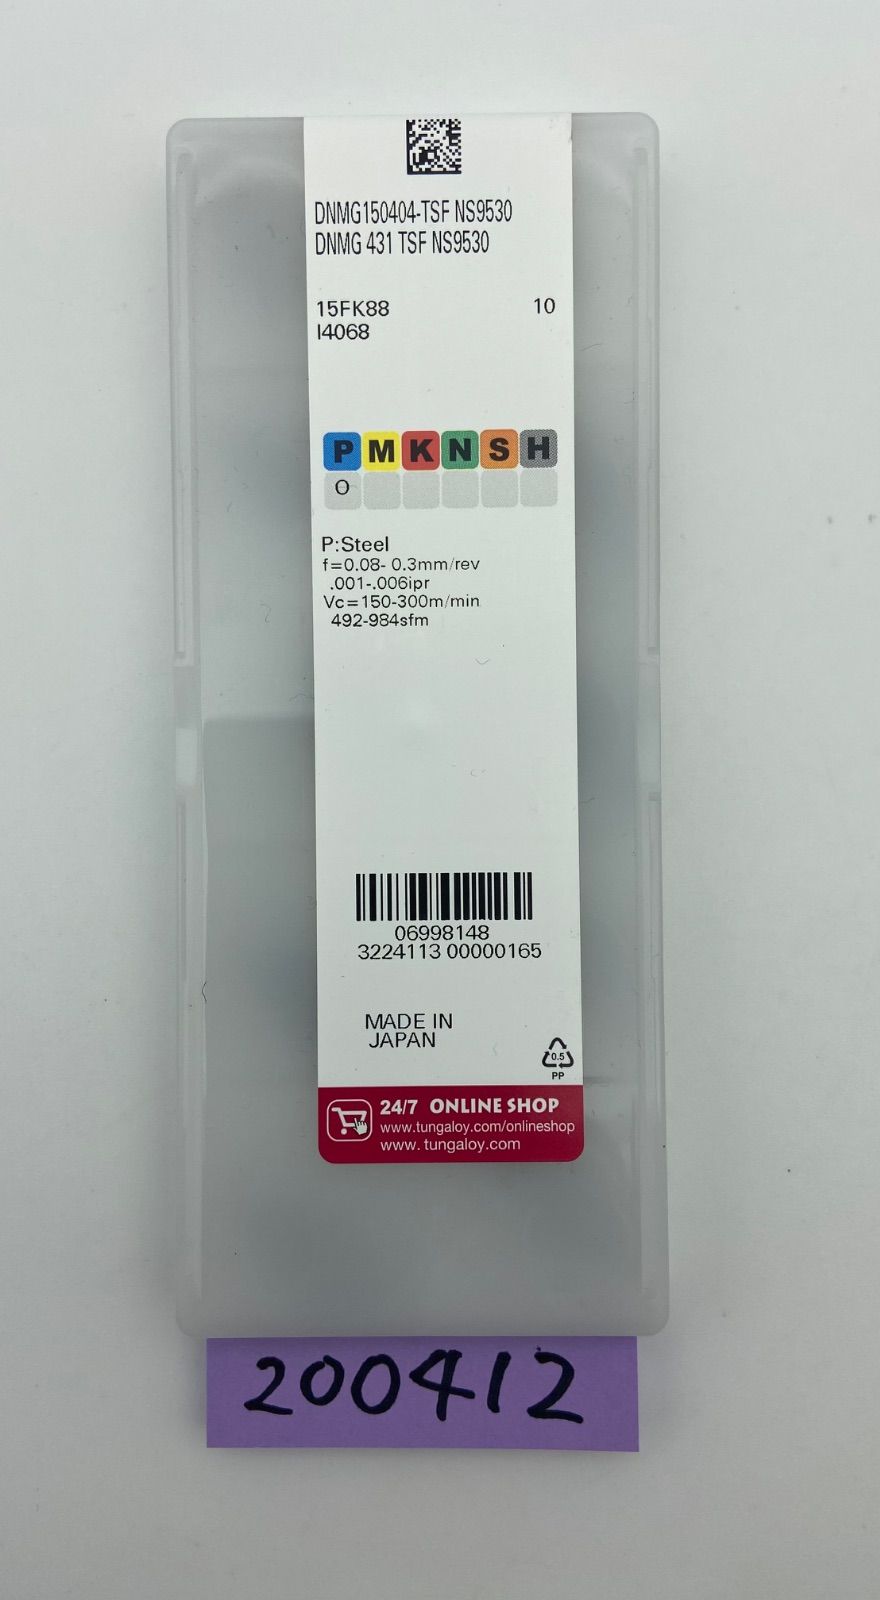 DNMG150404-TSF NS9530
DNMG 431 TSF NS9530
15FK88 10
I4068
P M K N S H
O
P:Steel
f=0.08- 0.3mm/rev
.001-.006ipr
Vc=150-300m/min
492-984sfm
06998148
3224113 00000165
MADE IN
JAPAN
0.5
PP
24/7 ONLINE SHOP
www.tungaloy.com/onlineshop
www. tungaloy.com
200412